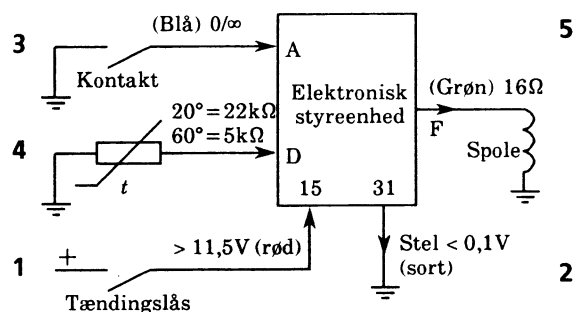 3
(Blå) 0/∞
Kontakt
A
5
Elektronisk
styreenhed
(Grøn) 16Ω
F
Spole
4
20°=22kΩ
60°=5kΩ
t
D
15 31
1
+
> 11,5V (rød)
Tændingslås
Stel < 0,1V
(sort)
2